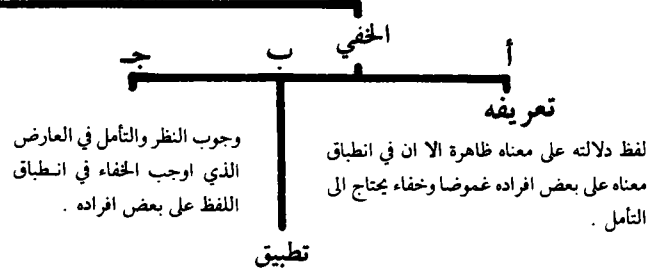 الخفي
أ
ب
جـ
تعريفه
لفظ دلالته على معناه ظاهرة الا ان في انطباق
معناه على بعض افراده غموضا وخفاء يحتاج الى
التأمل .
تطبيق
وجوب النظر والتأمل في العارض
الذي اوجب الخفاء في انـطباق
اللفظ على بعض افراده .